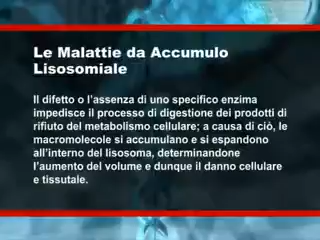 Le Malattie da Accumulo
Lisosomiale
Il difetto o l'assenza di uno specifico enzima
impedisce il processo di digestione dei prodotti di
rifiuto del metabolismo cellulare; a causa di ciò, le
macromolecole si accumulano e si espandono
all'interno del lisosoma, determinandone
l'aumento del volume e dunque il danno cellulare
e tissutale.